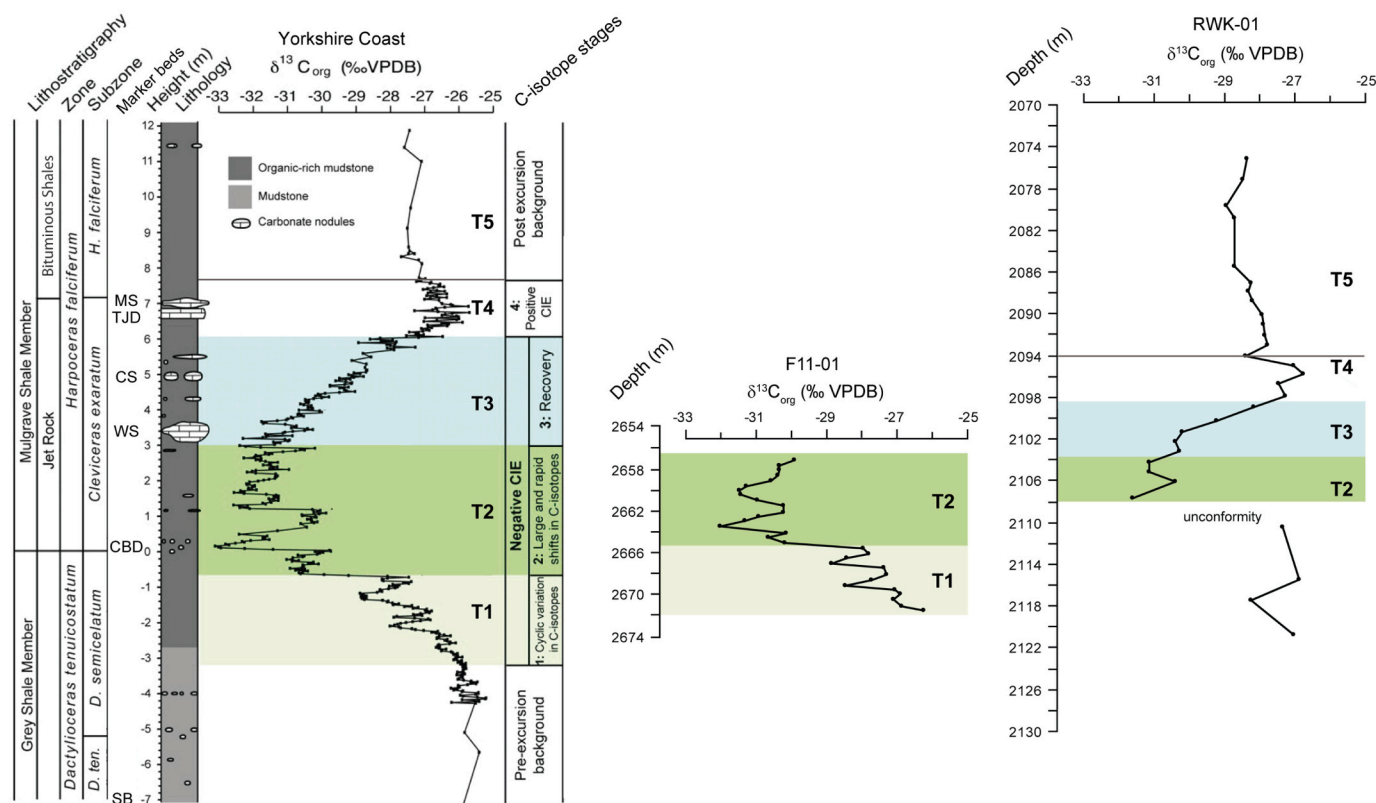 Lithostratigraphy
Zone
Subzone
Marker beds
Height (m)
Lithology
Yorkshire Coast
δ¹³Corg (‰VPDB)
C-isotope stages
-33 -32 -31 -30 -29 -28 -27 -26 -25
Grey Shale Member
Mulgrave Shale Member
Jet Rock
Bituminous Shales
Dactylioceras tenuicostatum
Harpoceras falciferum
D. ten.
D. semicelatum
Cleviceras exaratum
H. falciferum
MS
TJD
CS
WS
CBD
SB
12
11
10
9
8
7
6
5
4
3
2
1
0
-1
-2
-3
-4
-5
-6
-7
Organic-rich mudstone
Mudstone
Carbonate nodules
T5
T4
T3
T2
T1
Post excursion
background
4:
Positive
CIE
Negative CIE
3: Recovery
2: Large and rapid
shifts in C-isotopes
1: Cyclic variation
in C-isotopes
Pre-excursion
background
F11-01
δ¹³Corg (‰ VPDB)
Depth (m)
-33 -31 -29 -27 -25
2654
2658
2662
2666
2670
2674
T2
T1
RWK-01
δ¹³Corg (‰ VPDB)
Depth (m)
-33 -31 -29 -27 -25
2070
2074
2078
2082
2086
2090
2094
2098
2102
2106
2110
2114
2118
2122
2126
2130
T5
T4
T3
T2
unconformity